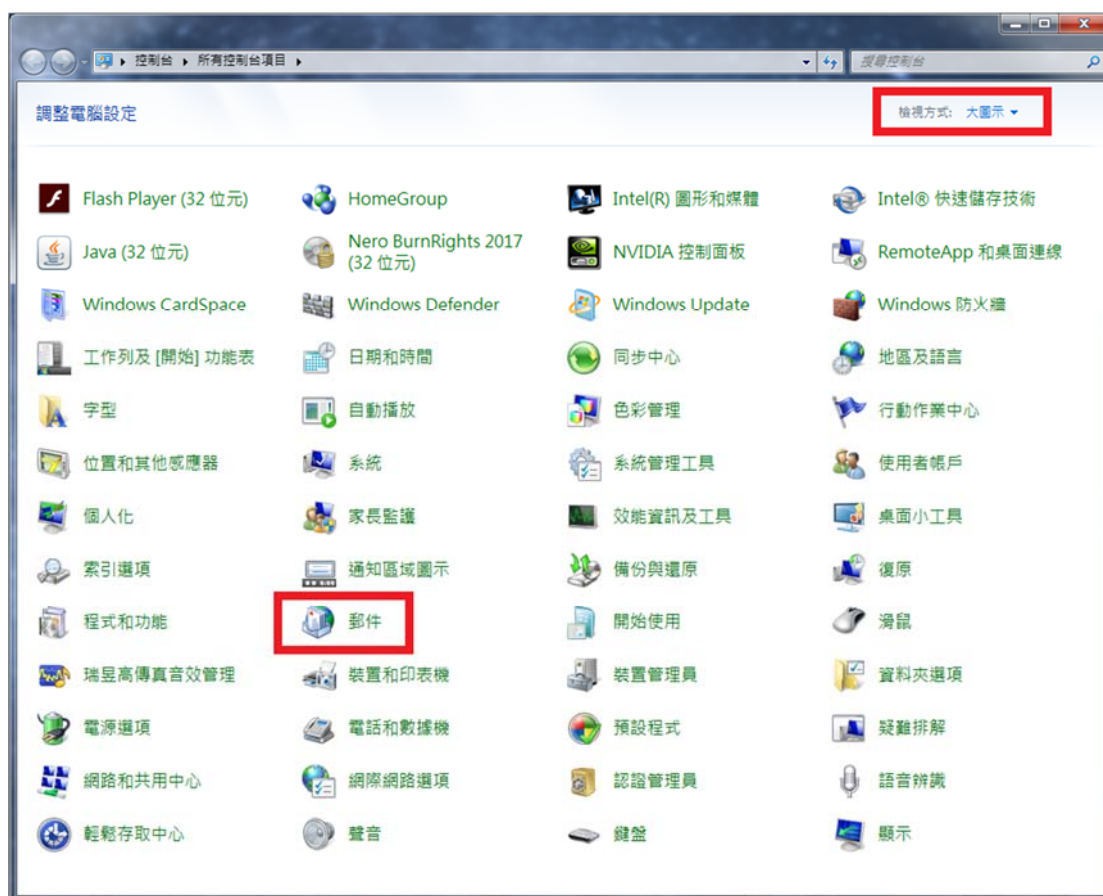 控制台 ▸ 所有控制台項目 ▸
搜尋控制台
調整電腦設定
檢視方式: 大圖示
Flash Player (32 位元)
HomeGroup
Intel(R) 圖形和媒體
Intel® 快速儲存技術
Java (32 位元)
Nero BurnRights 2017
(32 位元)
NVIDIA 控制面板
RemoteApp 和桌面連線
Windows CardSpace
Windows Defender
Windows Update
Windows 防火牆
工作列及 [開始] 功能表
日期和時間
同步中心
地區及語言
字型
自動播放
色彩管理
行動作業中心
位置和其他感應器
系統
系統管理工具
使用者帳戶
個人化
家長監護
效能資訊及工具
桌面小工具
索引選項
通知區域圖示
備份與還原
復原
程式和功能
郵件
開始使用
滑鼠
瑞昱高傳真音效管理
裝置和印表機
裝置管理員
資料夾選項
電源選項
電話和數據機
預設程式
疑難排解
網路和共用中心
網際網路選項
認證管理員
語音辨識
輕鬆存取中心
聲音
鍵盤
顯示